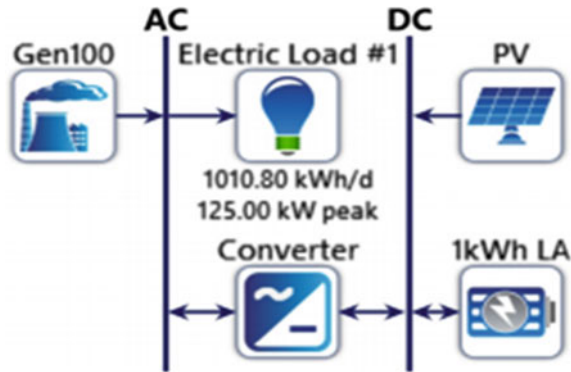 AC DC
Gen100 Electric Load #1 PV
1010.80 kWh/d
125.00 kW peak
Converter 1kWh LA